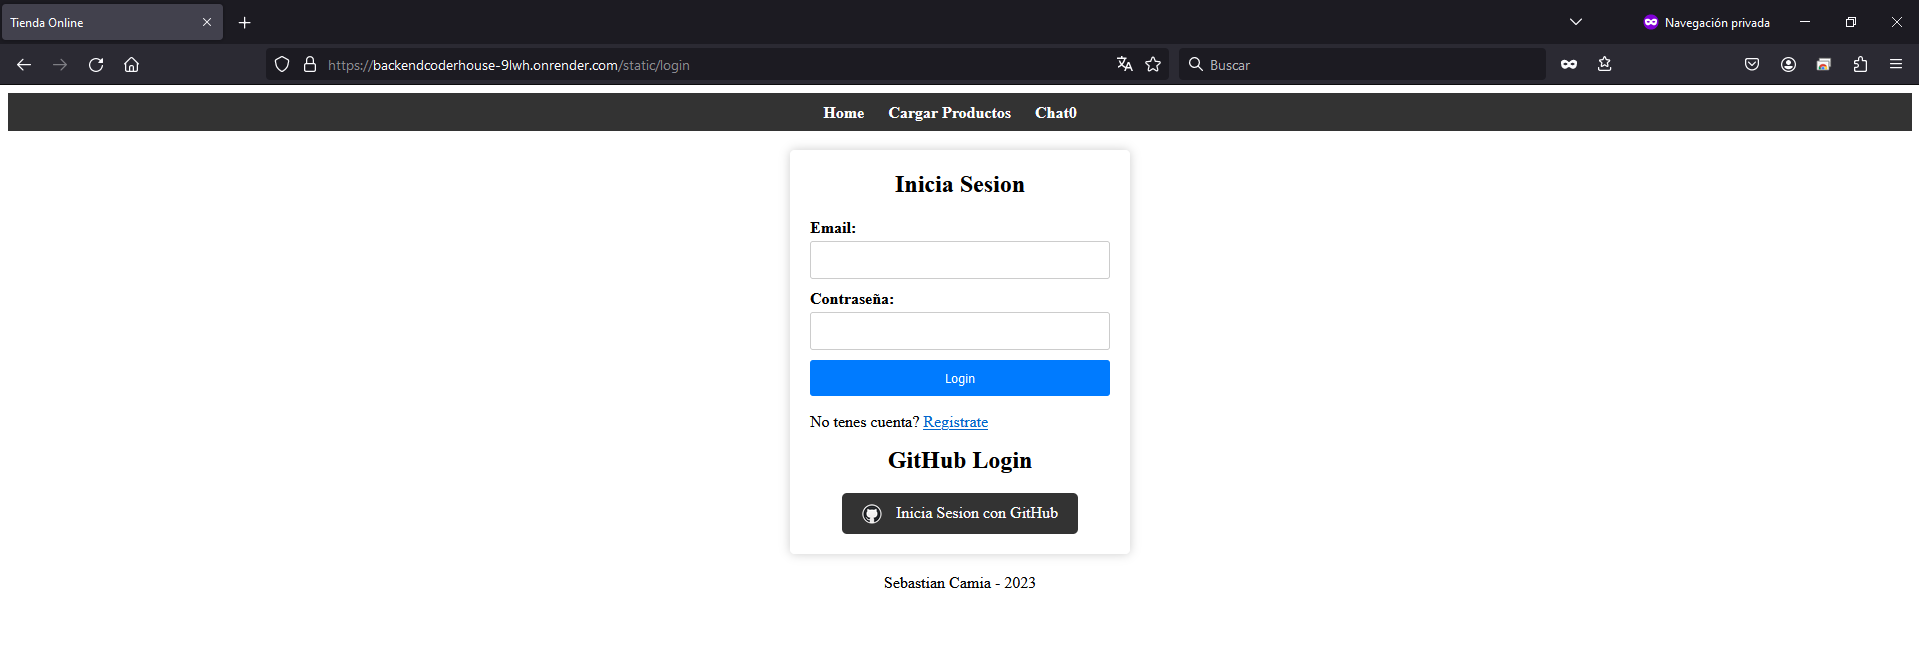 Tienda Online
Navegación privada
https://backendcoderhouse-9lwh.onrender.com/static/login
Buscar
Home Cargar Productos Chat0
Inicia Sesion
Email:
Contraseña:
Login
No tenes cuenta? Registrate
GitHub Login
Inicia Sesion con GitHub
Sebastian Camia - 2023